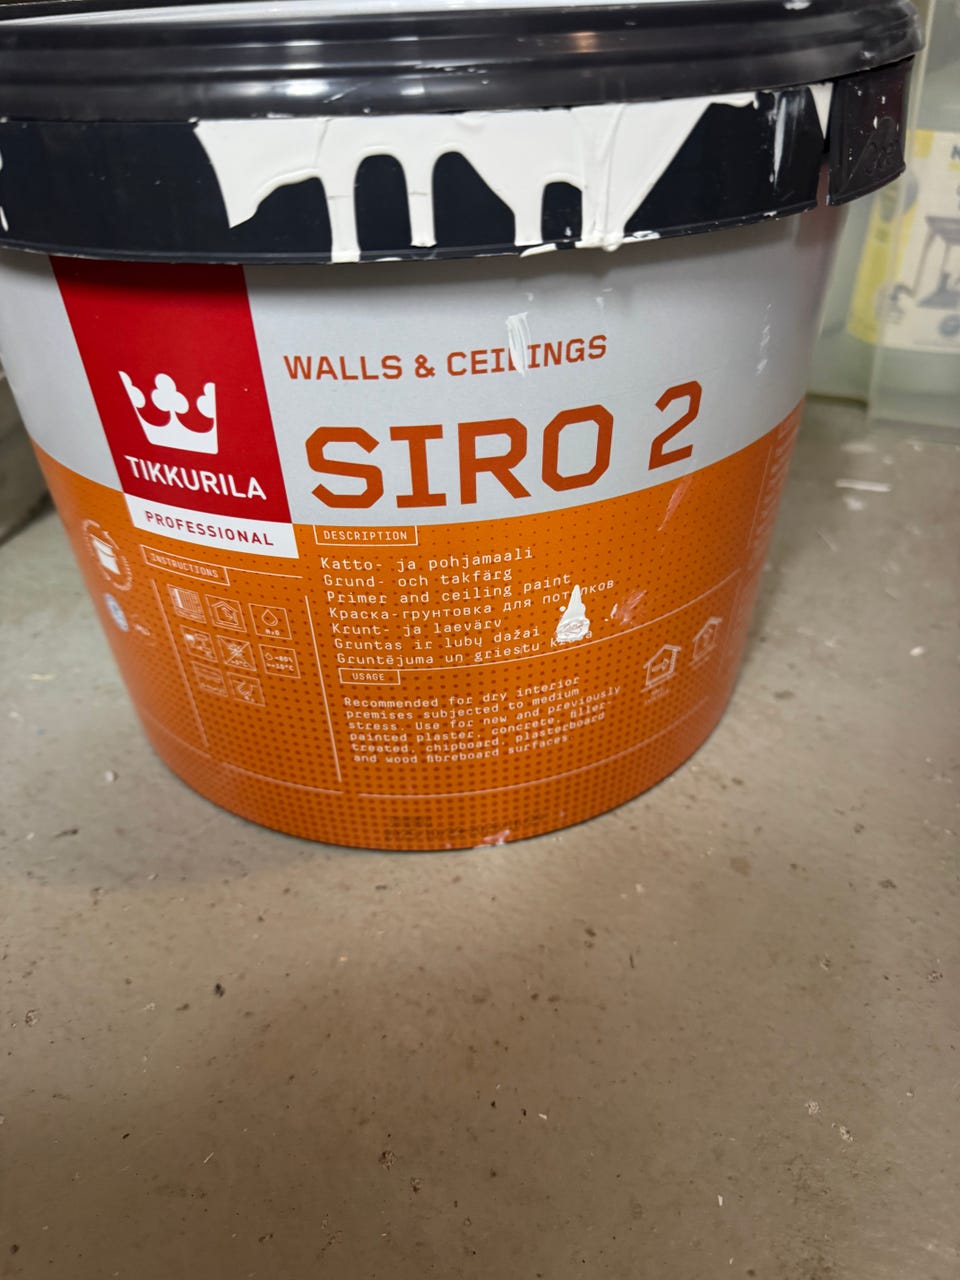 WALLS & CEILINGS
SIRO 2
TIKKURILA
PROFESSIONAL
INSTRUCTIONS
DESCRIPTION
Katto- ja pohjamaali
Grund- och takfärg
Primer and ceiling paint
Краска-грунтовка для потолков
Krunt- ja laevärv
Gruntas ir lubų dažai
Gruntējuma un griestu
USAGE
Recommended for dry interior
premises subjected to medium
stress. Use for new and previously
painted plaster, concrete, filler-
treated, chipboard, plasterboard
and wood fibreboard surfaces.